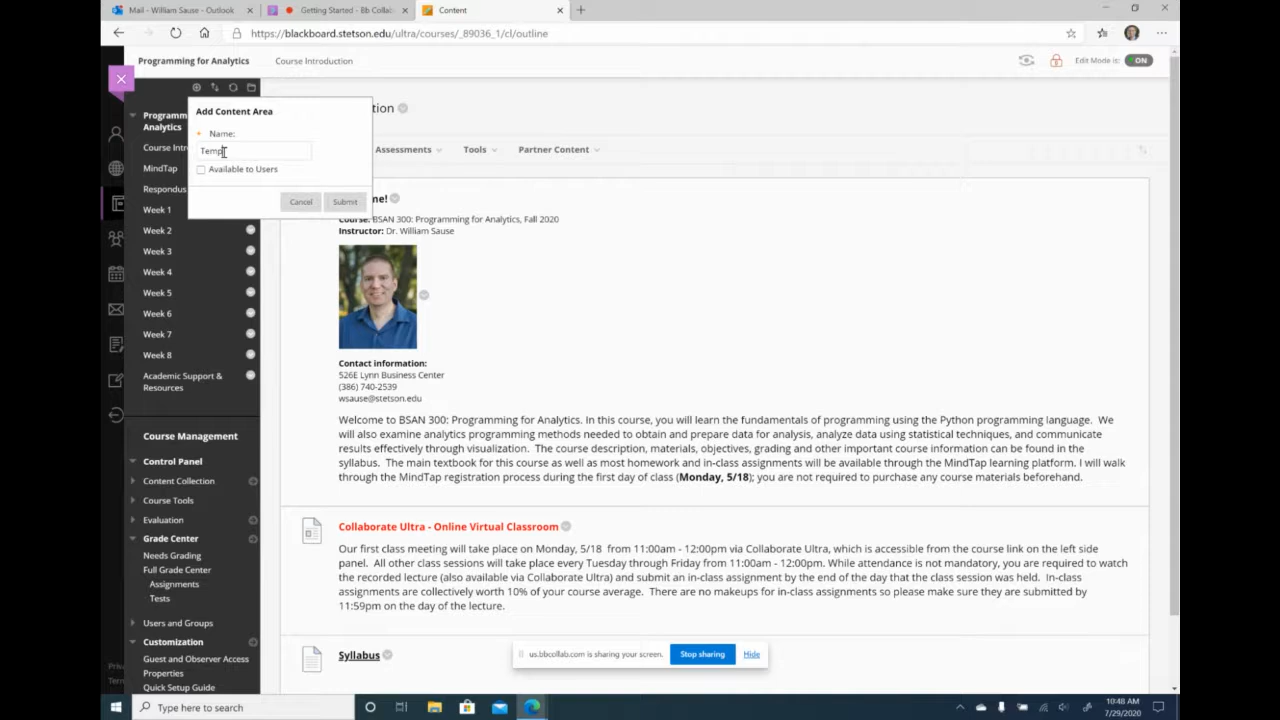 Mail - William Sause - Outlook
Getting Started - Bb Collab
Content
https://blackboard.stetson.edu/ultra/courses/_89036_1/cl/outline
Programming for Analytics
Course Introduction
Edit Mode is:
ON
Add Content Area
Name:
Temp
Available to Users
Cancel
Submit
Programm
Analytics
Course Intro
MindTap
Respondus
Week 1
Week 2
Week 3
Week 4
Week 5
Week 6
Week 7
Week 8
Academic Support &
Resources
Course Management
Control Panel
Content Collection
Course Tools
Evaluation
Grade Center
Needs Grading
Full Grade Center
Assignments
Tests
Users and Groups
Customization
Guest and Observer Access
Properties
Quick Setup Guide
Priv
Term
tion
Assessments
Tools
Partner Content
me!
Course: BSAN 300: Programming for Analytics, Fall 2020
Instructor: Dr. William Sause
Contact information:
526E Lynn Business Center
(386) 740-2539
wsause@stetson.edu
Welcome to BSAN 300: Programming for Analytics. In this course, you will learn the fundamentals of programming using the Python programming language. We
will also examine analytics programming methods needed to obtain and prepare data for analysis, analyze data using statistical techniques, and communicate
results effectively through visualization. The course description, materials, objectives, grading and other important course information can be found in the
syllabus. The main textbook for this course as well as most homework and in-class assignments will be available through the MindTap learning platform. I will walk
through the MindTap registration process during the first day of class (Monday, 5/18); you are not required to purchase any course materials beforehand.
Collaborate Ultra - Online Virtual Classroom
Our first class meeting will take place on Monday, 5/18 from 11:00am - 12:00pm via Collaborate Ultra, which is accessible from the course link on the left side
panel. All other class sessions will take place every Tuesday through Friday from 11:00am - 12:00pm. While attendance is not mandatory, you are required to watch
the recorded lecture (also available via Collaborate Ultra) and submit an in-class assignment by the end of the day that the class session was held. In-class
assignments are collectively worth 10% of your course average. There are no makeups for in-class assignments so please make sure they are submitted by
11:59pm on the day of the lecture.
Syllabus
us.bbcollab.com is sharing your screen.
Stop sharing
Hide
Type here to search
10:48 AM
7/29/2020